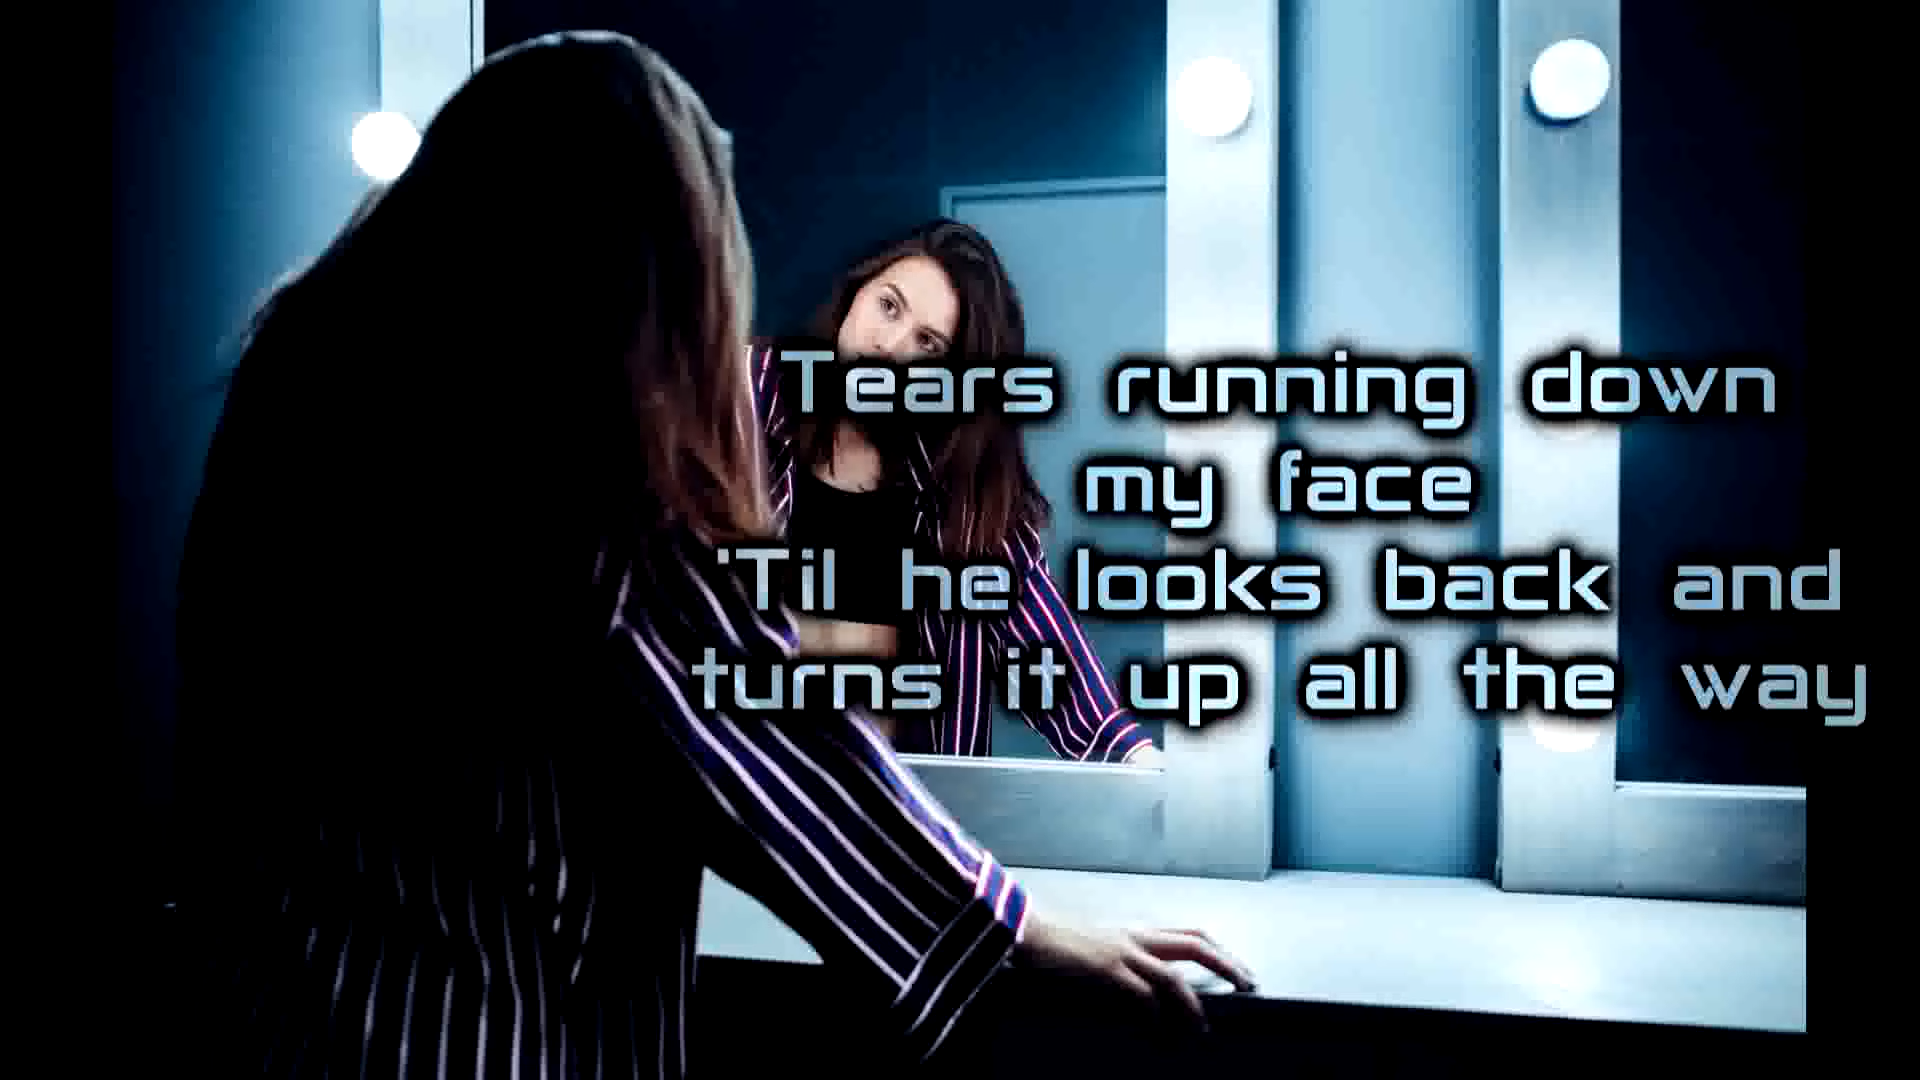 Tears running down
my face
'Til he looks back and
turns it up all the way